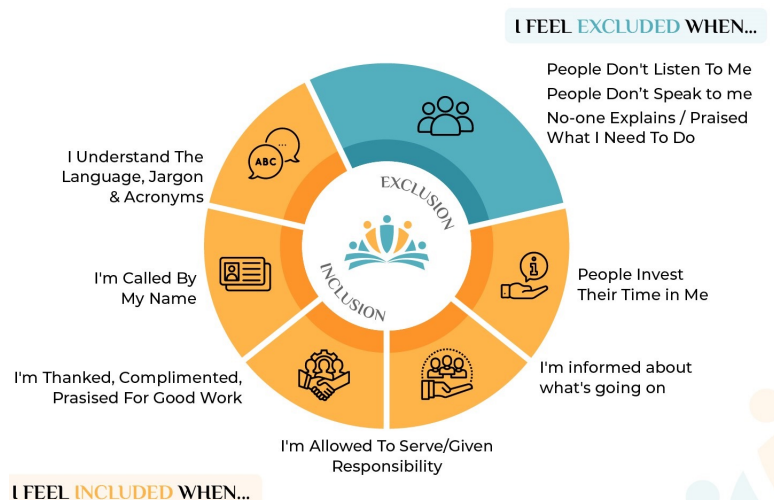 I FEEL EXCLUDED WHEN...
People Don't Listen To Me
People Don’t Speak to me
No-one Explains / Praised
What I Need To Do
EXCLUSION
INCLUSION
ABC
...
i
I Understand The
Language, Jargon
& Acronyms
I'm Called By
My Name
I'm Thanked, Complimented,
Prasised For Good Work
I'm Allowed To Serve/Given
Responsibility
I'm informed about
what's going on
People Invest
Their Time in Me
I FEEL INCLUDED WHEN...